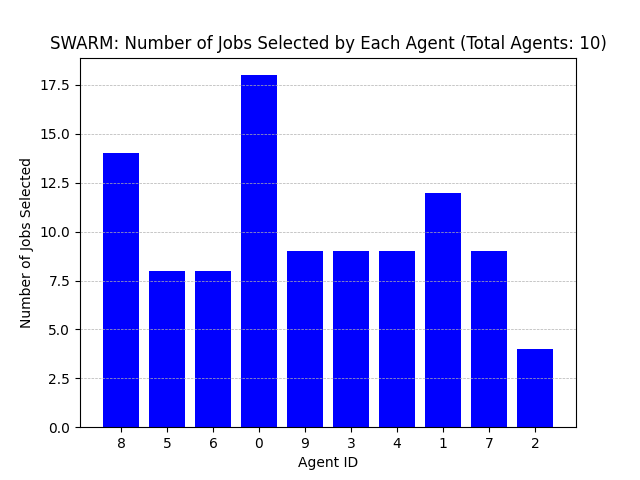 SWARM: Number of Jobs Selected by Each Agent (Total Agents: 10)
17.5
15.0
12.5
10.0
7.5
5.0
2.5
0.0
Number of Jobs Selected
8 5 6 0 9 3 4 1 7 2
Agent ID